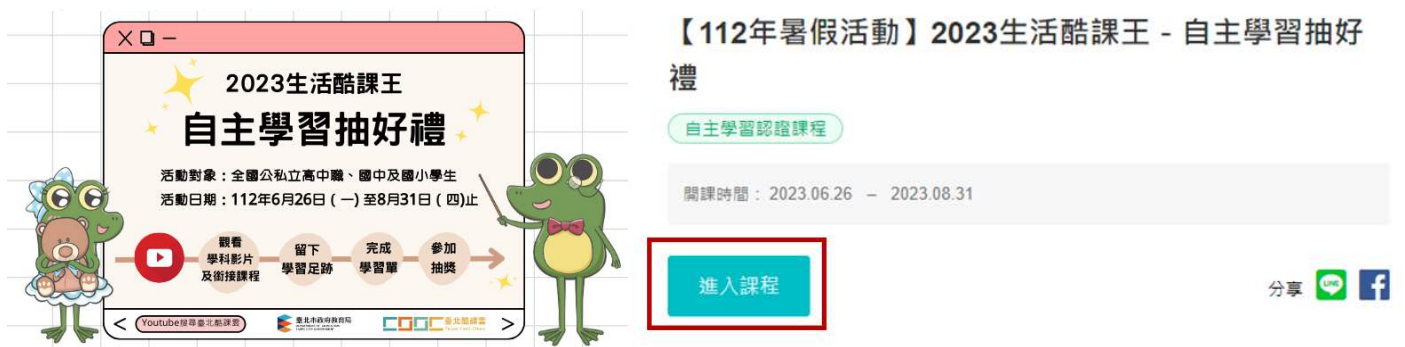 2023生活酷課王
自主學習抽好禮
活動對象：全國公私立高中職、國中及國小學生
活動日期：112年6月26日（一）至8月31日（四）止
觀看
學科影片
及銜接課程
留下
學習足跡
完成
學習單
參加
抽獎
Youtube搜尋臺北酷課雲
臺北市政府教育局
COOC 臺北酷課雲
【112年暑假活動】2023生活酷課王 - 自主學習抽好
禮
自主學習認證課程
開課時間： 2023.06.26 – 2023.08.31
進入課程
分享
LINE